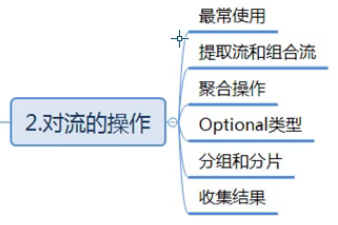 2.对流的操作
最常使用
提取流和组合流
聚合操作
Optional类型
分组和分片
收集结果